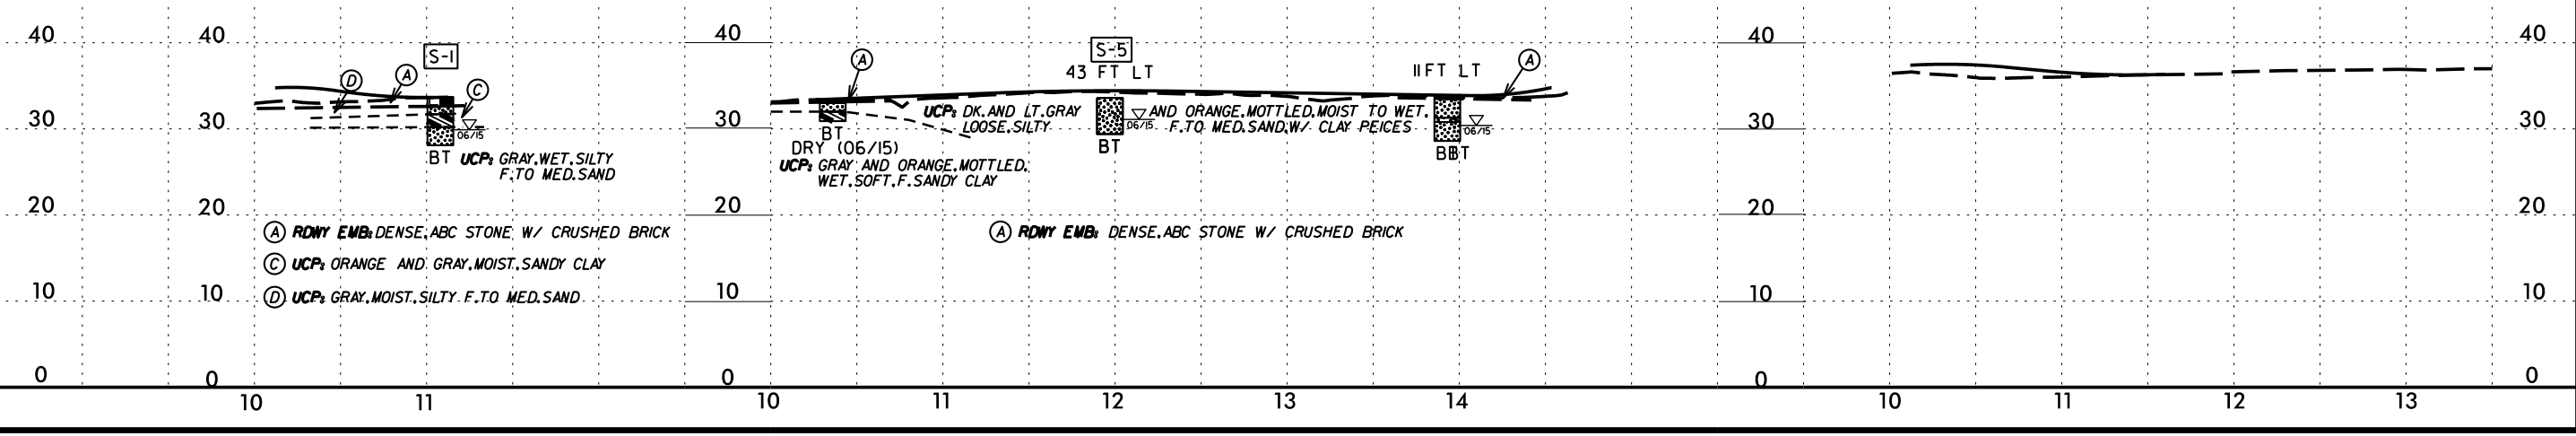 40 40 40 40 40
S-1
S-5
43 FT LT
11 FT LT
A
A
D A
C
30 30 30 30 30
06/15
BT
UCP: GRAY,WET,SILTY
F.TO MED.SAND
BT
DRY (06/15)
UCP: GRAY AND ORANGE,MOTTLED,
WET,SOFT,F.SANDY CLAY
UCP: DK.AND LT.GRAY AND ORANGE,MOTTLED,MOIST TO WET,
LOOSE,SILTY F.TO MED.SAND,W/ CLAY PEICES
06/15
BT
06/15
BBT
20 20 20 20 20
A RDWY EMB: DENSE,ABC STONE W/ CRUSHED BRICK
C UCP: ORANGE AND GRAY,MOIST,SANDY CLAY
D UCP: GRAY,MOIST,SILTY F.TO MED.SAND
A RDWY EMB: DENSE,ABC STONE W/ CRUSHED BRICK
10 10 10 10 10
0 0 0 0 0
10 11 10 11 12 13 14 10 11 12 13